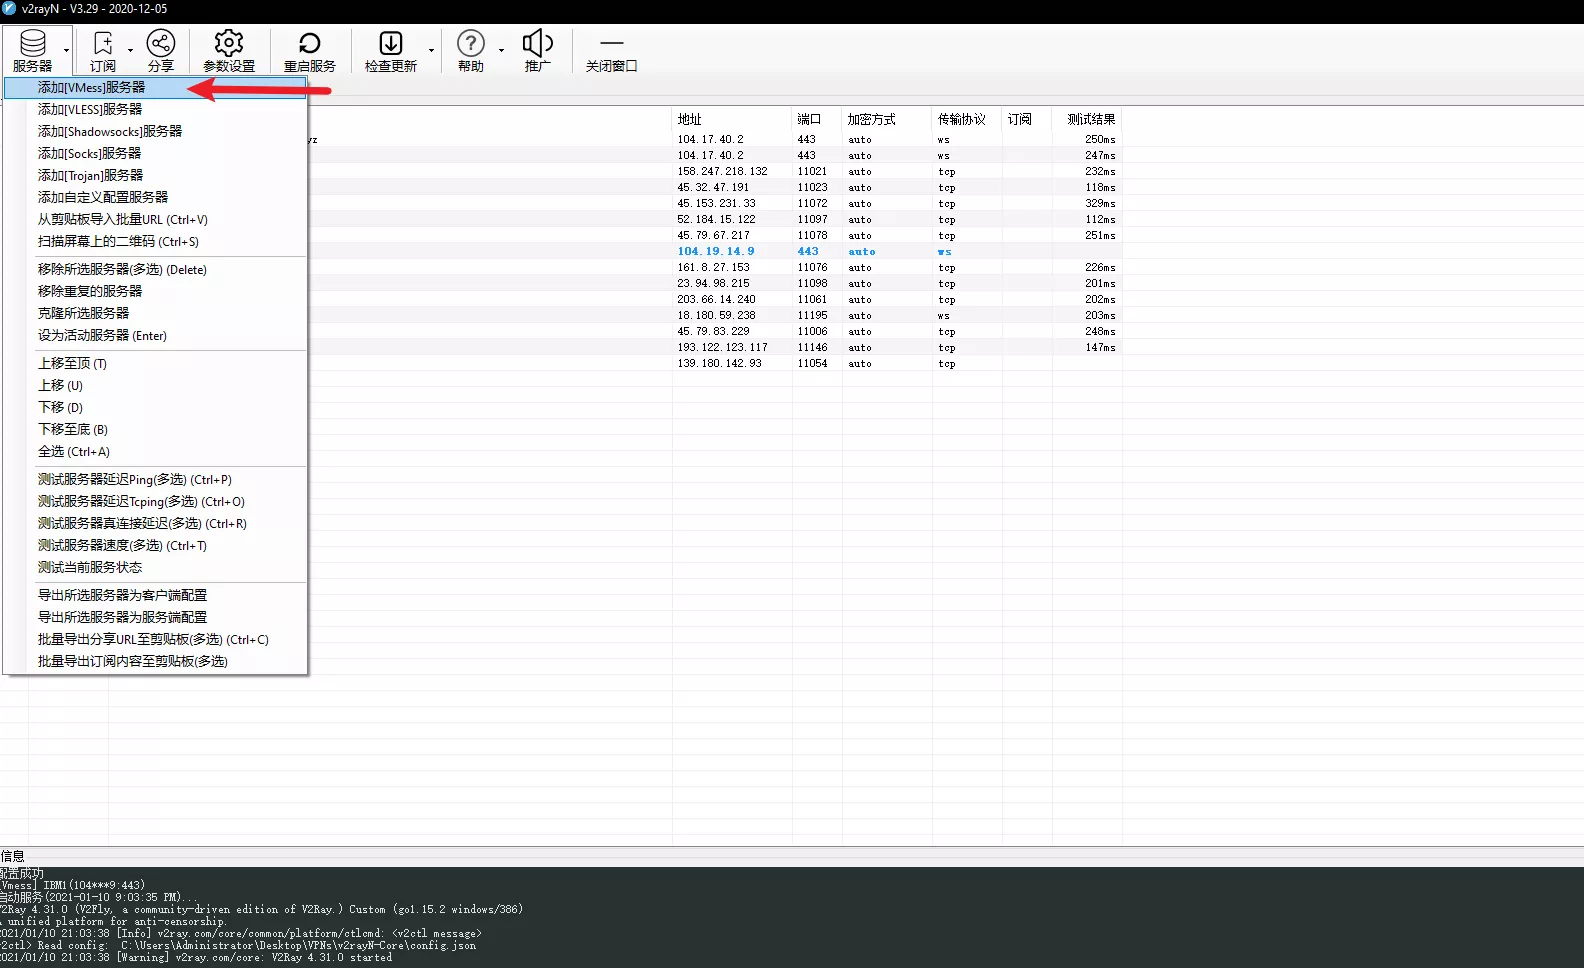 v2rayN - V3.29 - 2020-12-05
服务器 订阅 分享 参数设置 重启服务 检查更新 帮助 推广 关闭窗口
添加[VMess]服务器
添加[VLESS]服务器
添加[Shadowsocks]服务器
添加[Socks]服务器
添加[Trojan]服务器
添加自定义配置服务器
从剪贴板导入批量URL (Ctrl+V)
扫描屏幕上的二维码 (Ctrl+S)
移除所选服务器(多选) (Delete)
移除重复的服务器
克隆所选服务器
设为活动服务器 (Enter)
上移至顶 (T)
上移 (U)
下移 (D)
下移至底 (B)
全选 (Ctrl+A)
测试服务器延迟Ping(多选) (Ctrl+P)
测试服务器延迟Tcping(多选) (Ctrl+O)
测试服务器真连接延迟(多选) (Ctrl+R)
测试服务器速度(多选) (Ctrl+T)
测试当前服务状态
导出所选服务器为客户端配置
导出所选服务器为服务端配置
批量导出分享URL至剪贴板(多选) (Ctrl+C)
批量导出订阅内容至剪贴板(多选)
地址 端口 加密方式 传输协议 订阅 测试结果
yz 104.17.40.2 443 auto ws 250ms
104.17.40.2 443 auto ws 247ms
158.247.218.132 11021 auto tcp 232ms
45.32.47.191 11023 auto tcp 118ms
45.153.231.33 11072 auto tcp 329ms
52.184.15.122 11097 auto tcp 112ms
45.79.67.217 11078 auto tcp 251ms
104.19.14.9 443 auto ws
161.8.27.153 11076 auto tcp 226ms
23.94.98.215 11098 auto tcp 201ms
203.66.14.240 11061 auto tcp 202ms
18.180.59.238 11195 auto ws 203ms
45.79.83.229 11006 auto tcp 248ms
193.122.123.117 11146 auto tcp 147ms
139.180.142.93 11054 auto tcp
信息
配置成功
[Vmess] IBM1(104***9:443)
启动服务(2021-01-10 9:03:35 PM)...
V2Ray 4.31.0 (V2Fly, a community-driven edition of V2Ray.) Custom (go1.15.2 windows/386)
A unified platform for anti-censorship.
2021/01/10 21:03:38 [Info] v2ray.com/core/common/platform/ctlcmd: <v2ctl message>
v2ctl> Read config: C:\Users\Administrator\Desktop\VPNs\v2rayN-Core\config.json
2021/01/10 21:03:38 [Warning] v2ray.com/core: V2Ray 4.31.0 started